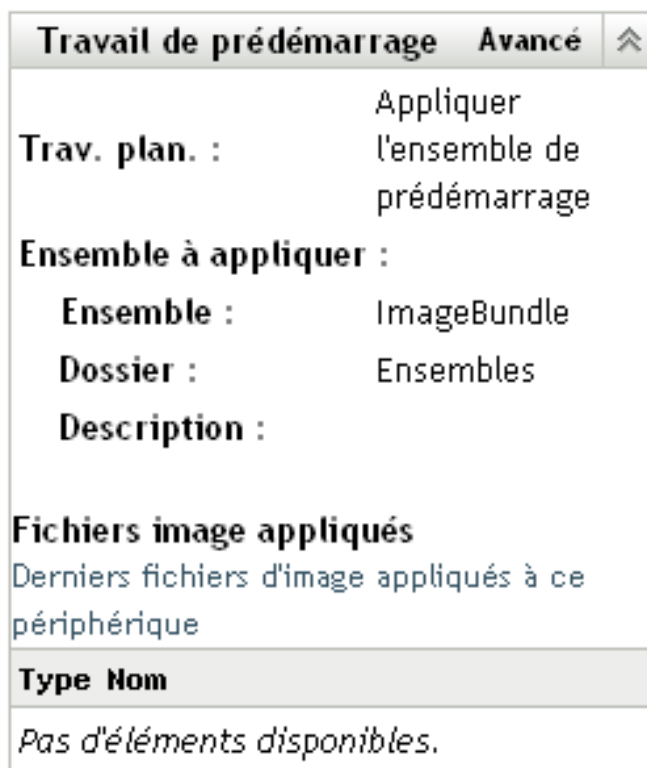 Travail de prédémarrage Avancé
Appliquer
Trav. plan. : l'ensemble de
prédémarrage
Ensemble à appliquer :
Ensemble : ImageBundle
Dossier : Ensembles
Description :
Fichiers image appliqués
Derniers fichiers d'image appliqués à ce
périphérique
Type Nom
Pas d'éléments disponibles.